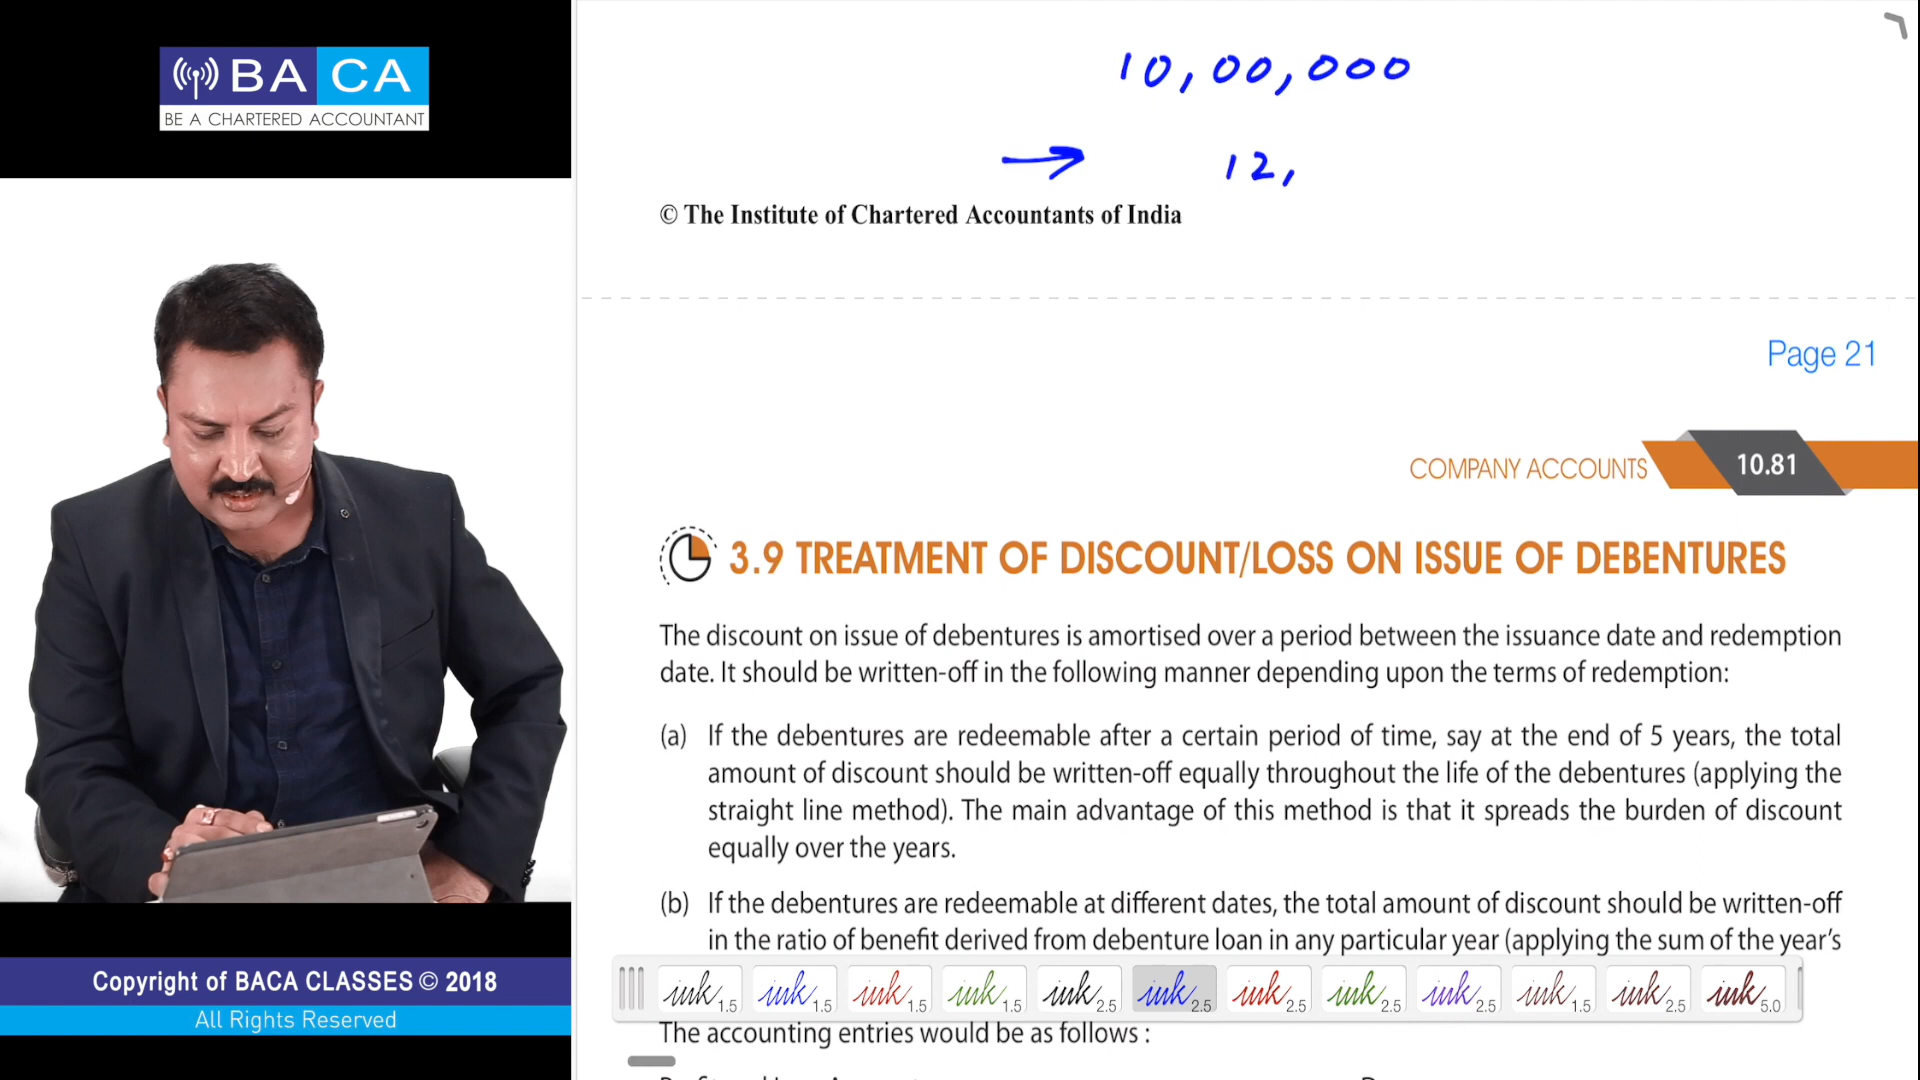 BA CA
BE A CHARTERED ACCOUNTANT
10,00,000
→ 12,
© The Institute of Chartered Accountants of India
Page 21
COMPANY ACCOUNTS 10.81
3.9 TREATMENT OF DISCOUNT/LOSS ON ISSUE OF DEBENTURES
The discount on issue of debentures is amortised over a period between the issuance date and redemption
date. It should be written-off in the following manner depending upon the terms of redemption:
(a) If the debentures are redeemable after a certain period of time, say at the end of 5 years, the total
amount of discount should be written-off equally throughout the life of the debentures (applying the
straight line method). The main advantage of this method is that it spreads the burden of discount
equally over the years.
(b) If the debentures are redeemable at different dates, the total amount of discount should be written-off
in the ratio of benefit derived from debenture loan in any particular year (applying the sum of the year's
ink 1.5 ink 1.5 ink 1.5 ink 1.5 ink 2.5 ink 2.5 ink 2.5 ink 2.5 ink 2.5 ink 1.5 ink 2.5 ink 5.0
The accounting entries would be as follows :
Copyright of BACA CLASSES © 2018
All Rights Reserved